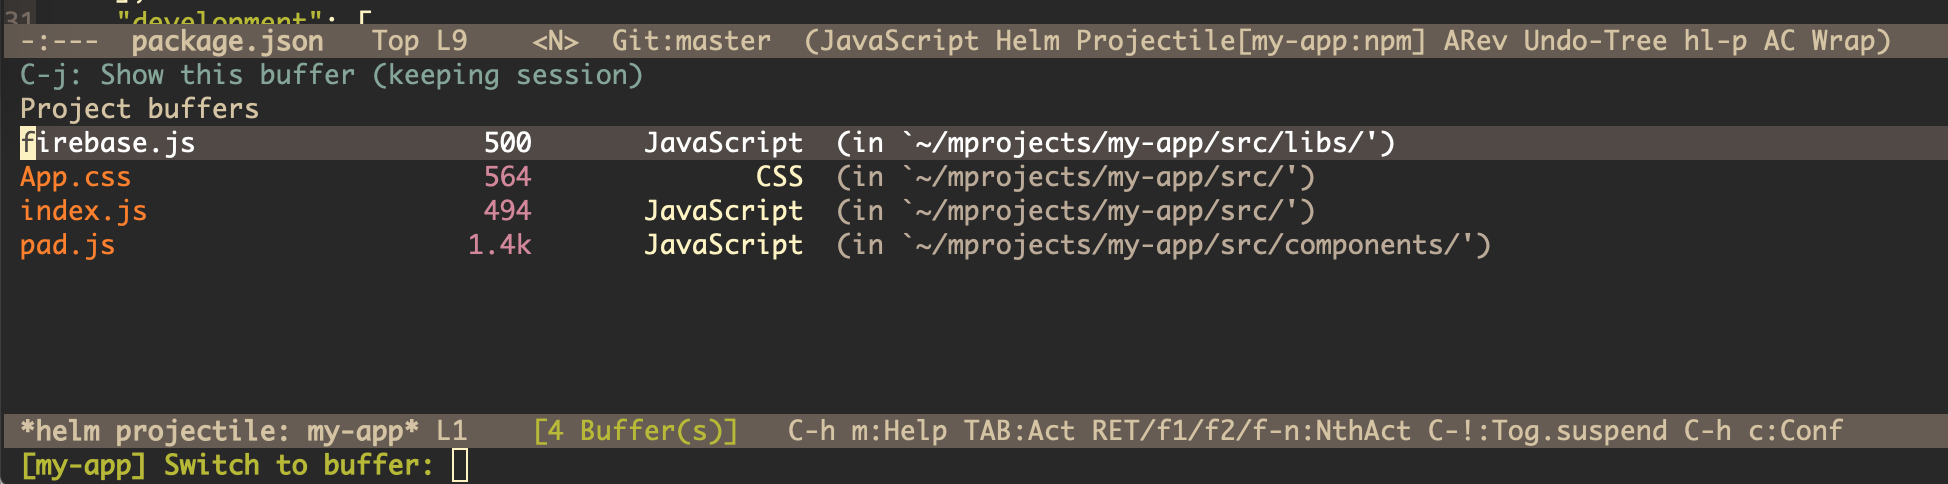 31 "development": [
-:--- package.json Top L9 <N> Git:master (JavaScript Helm Projectile[my-app:npm] ARev Undo-Tree hl-p AC Wrap)
C-j: Show this buffer (keeping session)
Project buffers
firebase.js 500 JavaScript (in `~/mprojects/my-app/src/libs/')
App.css 564 CSS (in `~/mprojects/my-app/src/')
index.js 494 JavaScript (in `~/mprojects/my-app/src/')
pad.js 1.4k JavaScript (in `~/mprojects/my-app/src/components/')
*helm projectile: my-app* L1 [4 Buffer(s)] C-h m:Help TAB:Act RET/f1/f2/f-n:NthAct C-!:Tog.suspend C-h c:Conf
[my-app] Switch to buffer: